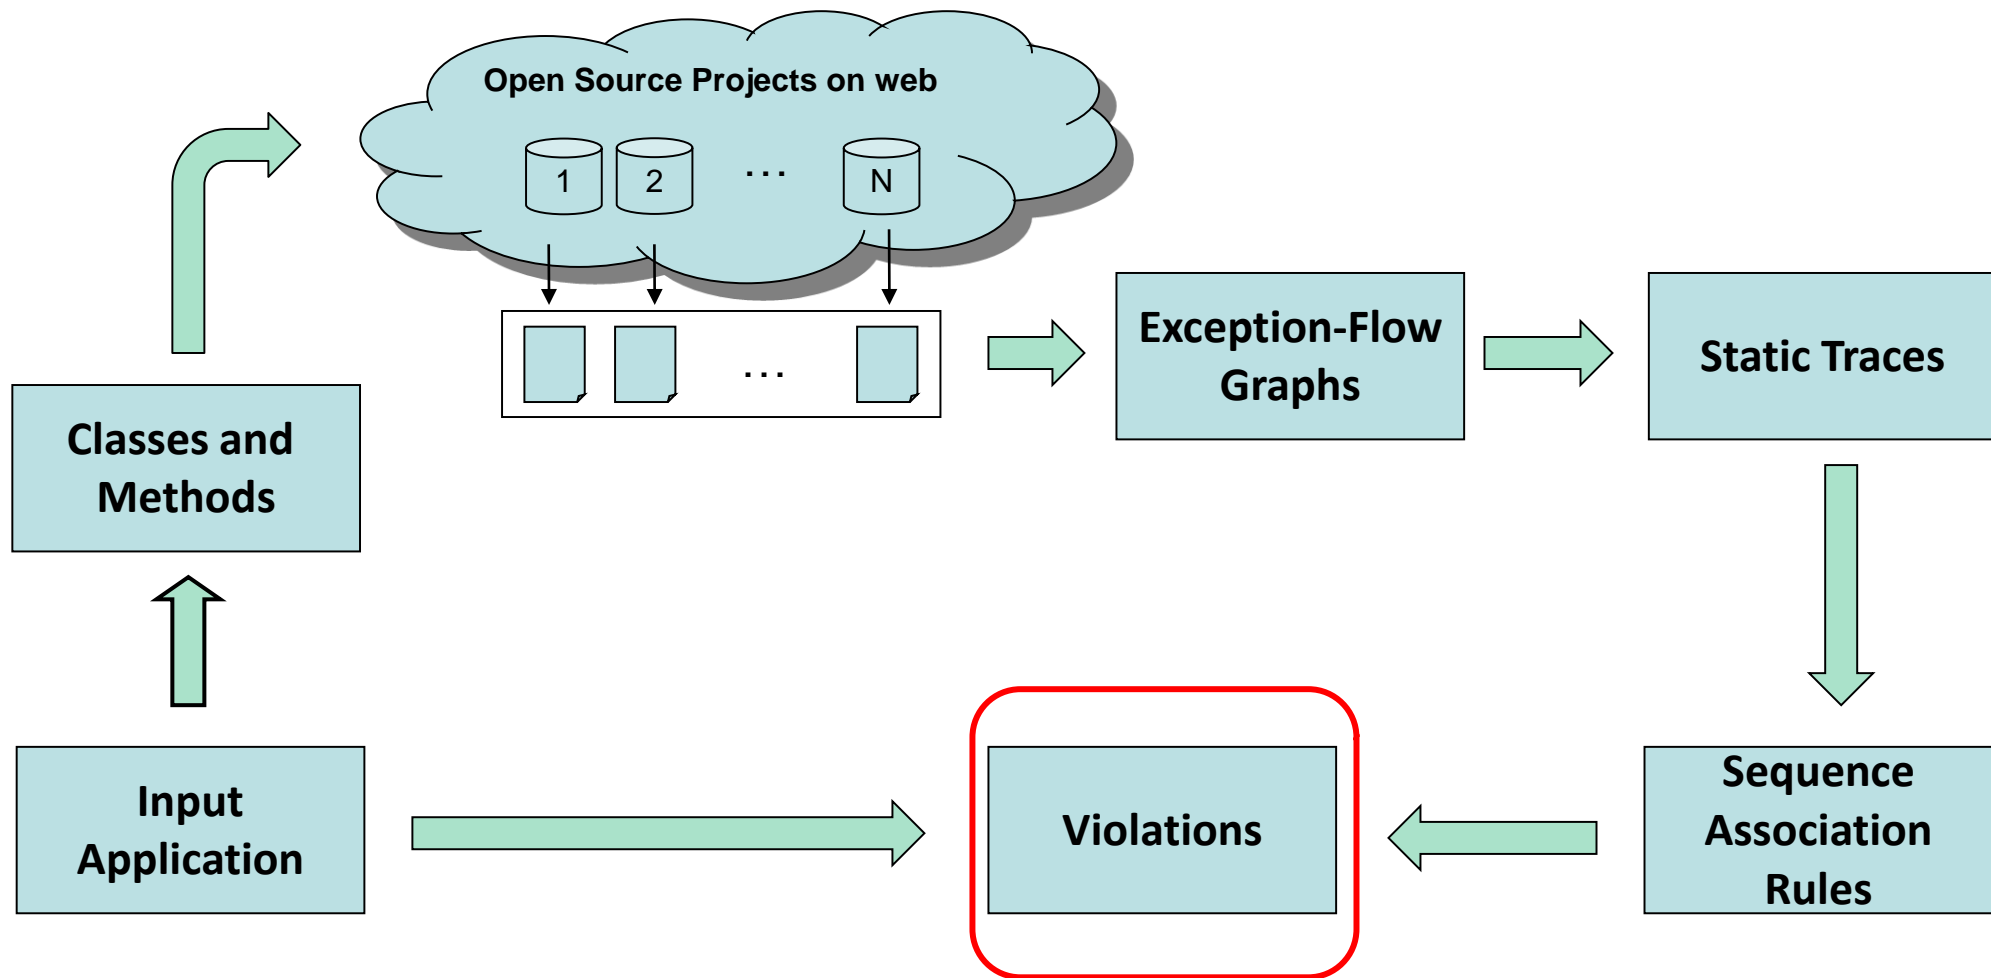 Open Source Projects on web
1 2 ... N
...
Exception-Flow
Graphs
Static Traces
Classes and
Methods
Input
Application
Violations
Sequence
Association
Rules